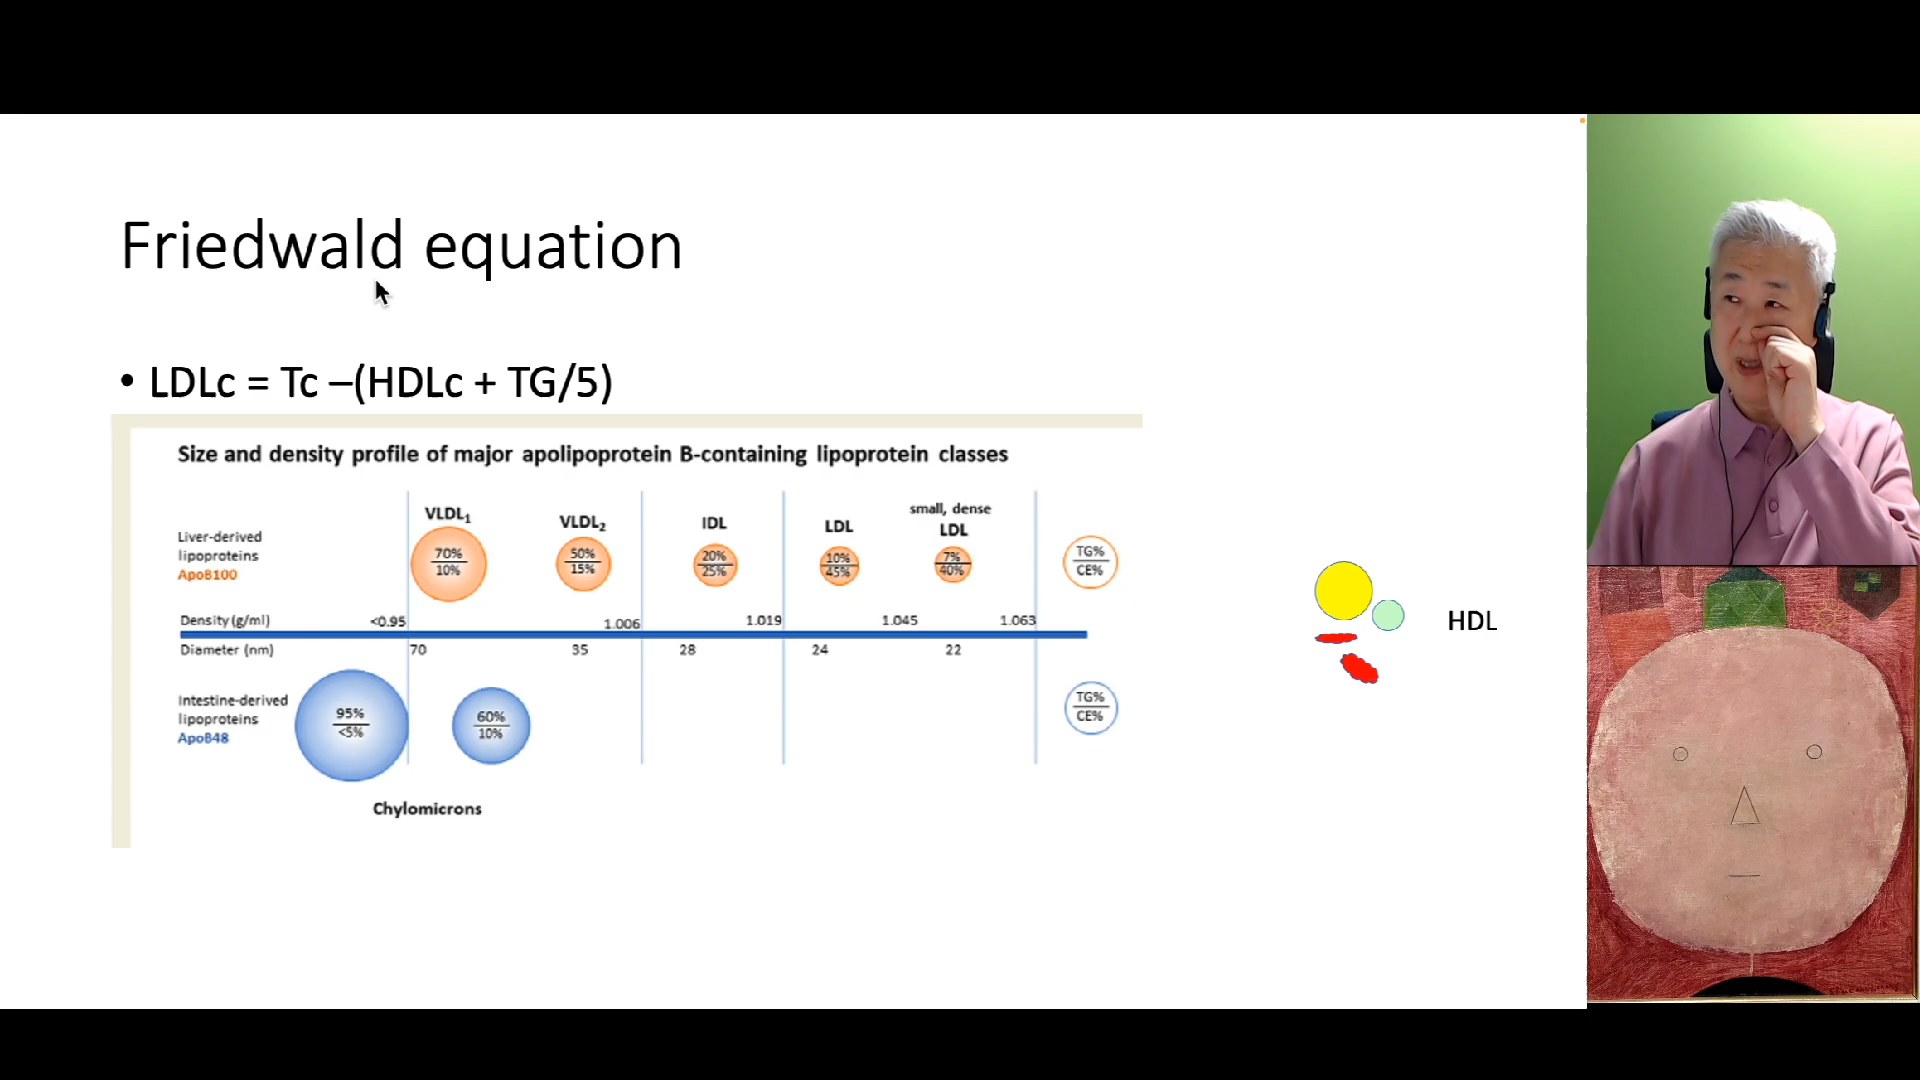 Friedwald equation
• LDLc = Tc –(HDLc + TG/5)
Size and density profile of major apolipoprotein B-containing lipoprotein classes
VLDL1
VLDL2
IDL
LDL
small, dense
LDL
Liver-derived
lipoproteins
ApoB100
70%
10%
50%
15%
20%
25%
10%
45%
7%
40%
TG%
CE%
Density (g/ml) <0.95 1.006 1.019 1.045 1.063
Diameter (nm) 70 35 28 24 22
Intestine-derived
lipoproteins
ApoB48
95%
<5%
60%
10%
TG%
CE%
Chylomicrons
HDL